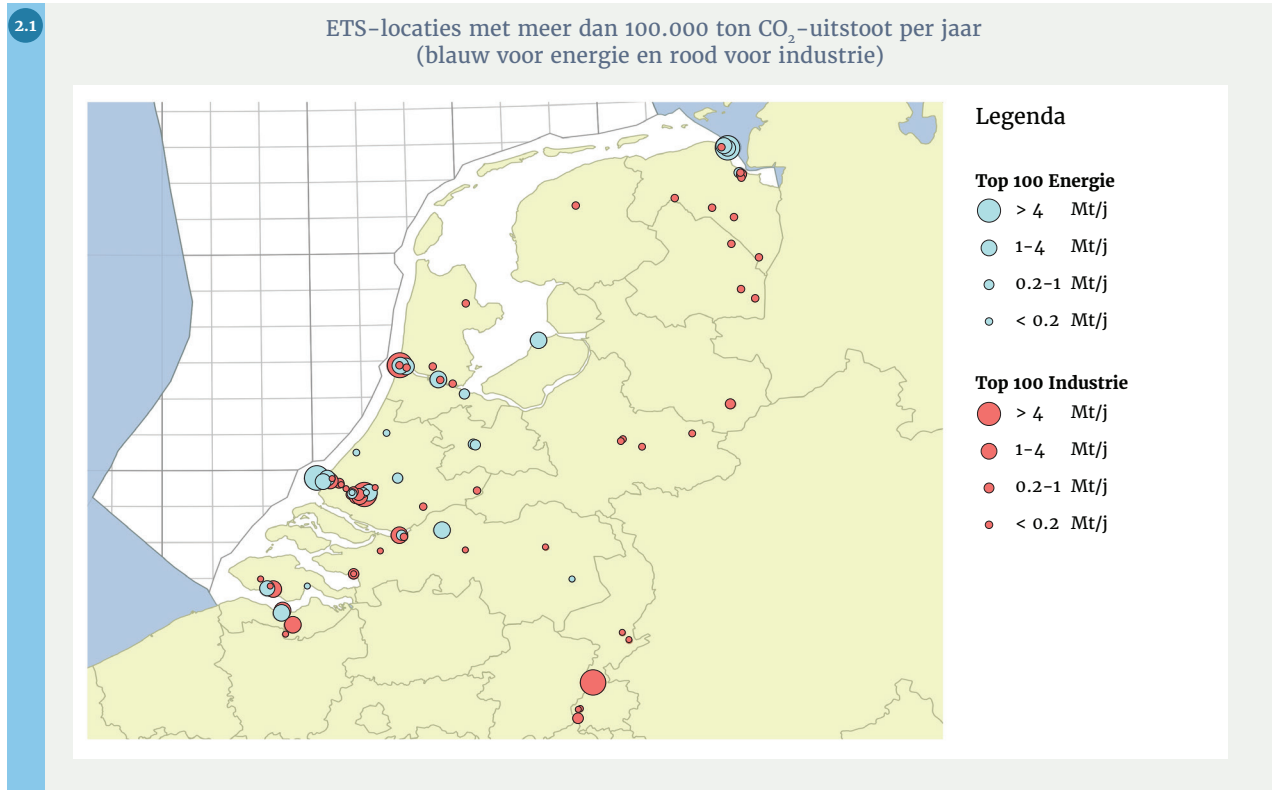 2.1
ETS-locaties met meer dan 100.000 ton CO₂-uitstoot per jaar
(blauw voor energie en rood voor industrie)
Legenda
Top 100 Energie
> 4 Mt/j
1-4 Mt/j
0.2-1 Mt/j
< 0.2 Mt/j
Top 100 Industrie
> 4 Mt/j
1-4 Mt/j
0.2-1 Mt/j
< 0.2 Mt/j